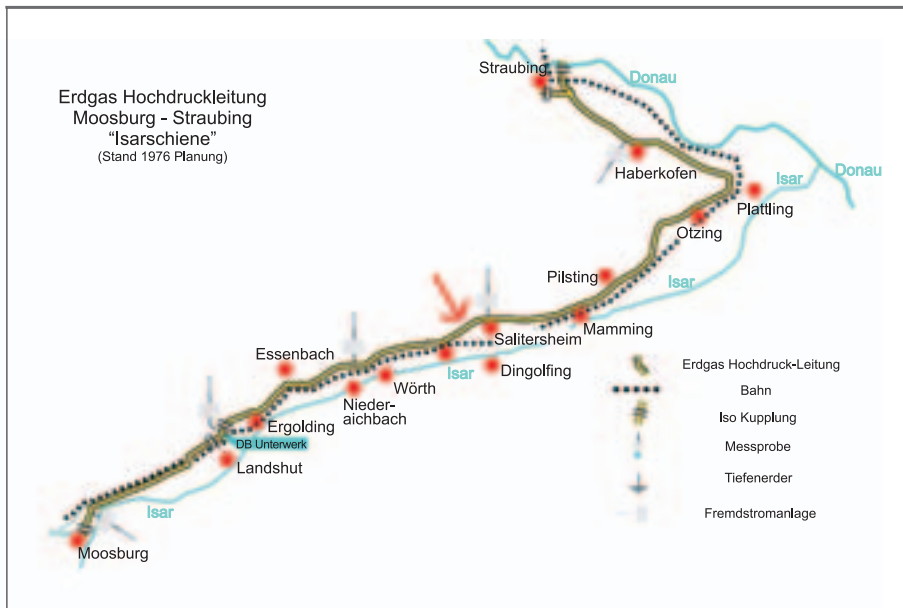 Erdgas Hochdruckleitung
Moosburg - Straubing
“Isarschiene”
(Stand 1976 Planung)
Straubing
Donau
Haberkofen
Isar
Donau
Plattling
Otzing
Isar
Pilsting
Mamming
Salitersheim
Essenbach
Isar
Dingolfing
Wörth
Nieder-
aichbach
Ergolding
DB Unterwerk
Landshut
Isar
Moosburg
Erdgas Hochdruck-Leitung
Bahn
Iso Kupplung
Messprobe
Tiefenerder
Fremdstromanlage